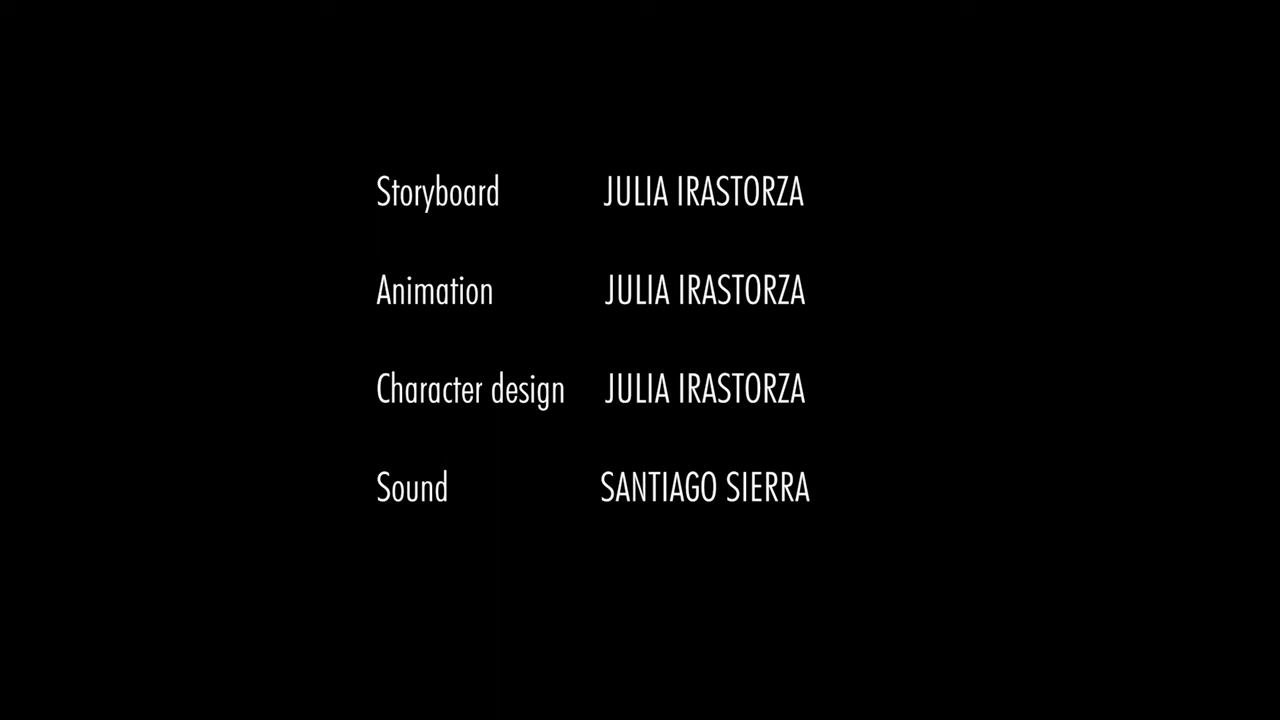 Storyboard JULIA IRASTORZA
Animation JULIA IRASTORZA
Character design JULIA IRASTORZA
Sound SANTIAGO SIERRA